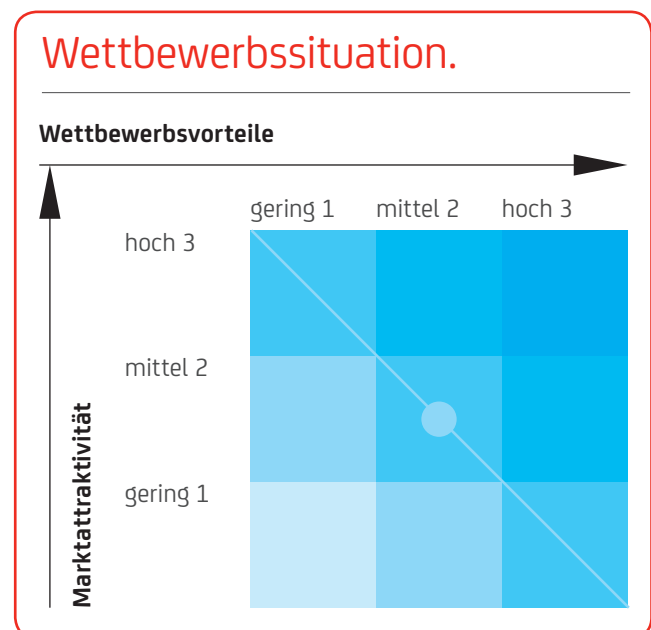 Wettbewerbssituation.
Wettbewerbsvorteile
gering 1 mittel 2 hoch 3
hoch 3
mittel 2
gering 1
Marktattraktivität